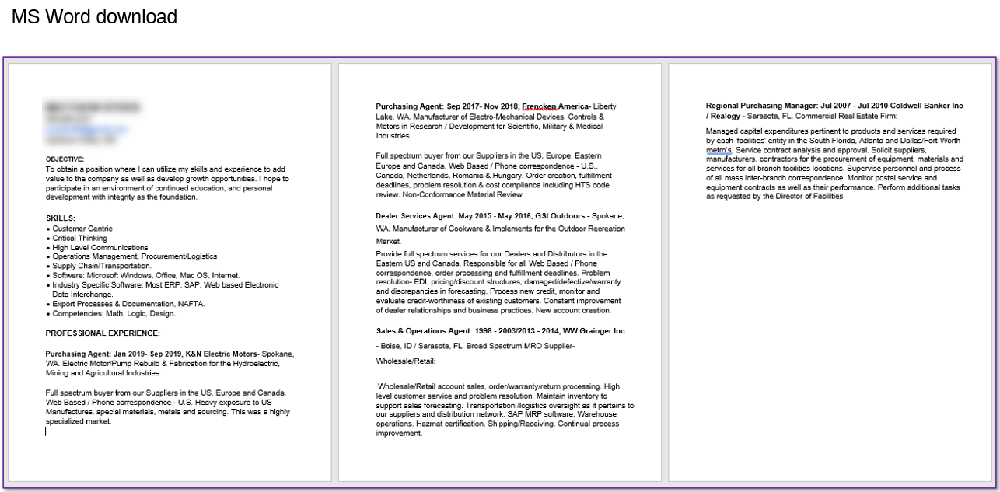 MS Word download
OBJECTIVE:
To obtain a position where I can utilize my skills and experience to add
value to the company as well as develop growth opportunities. I hope to
participate in an environment of continued education, and personal
development with integrity as the foundation.
SKILLS:
• Customer Centric
• Critical Thinking
• High Level Communications
• Operations Management, Procurement/Logistics
• Supply Chain/Transportation.
• Software: Microsoft Windows, Office, Mac OS, Internet.
• Industry Specific Software: Most ERP, SAP, Web based Electronic
Data Interchange.
• Export Processes & Documentation, NAFTA.
• Competencies: Math, Logic, Design.
PROFESSIONAL EXPERIENCE:
Purchasing Agent: Jan 2019- Sep 2019, K&N Electric Motors- Spokane,
WA. Electric Motor/Pump Rebuild & Fabrication for the Hydroelectric,
Mining and Agricultural Industries.
Full spectrum buyer from our Suppliers in the US, Europe and Canada.
Web Based / Phone correspondence - U.S. Heavy exposure to US
Manufactures, special materials, metals and sourcing. This was a highly
specialized market.
Purchasing Agent: Sep 2017- Nov 2018, Frencken America- Liberty
Lake, WA. Manufacturer of Electro-Mechanical Devices, Controls &
Motors in Research / Development for Scientific, Military & Medical
Industries.
Full spectrum buyer from our Suppliers in the US, Europe, Eastern
Europe and Canada. Web Based / Phone correspondence - U.S.,
Canada, Netherlands, Romania & Hungary. Order creation, fulfillment
deadlines, problem resolution & cost compliance including HTS code
review. Non-Conformance Material Review.
Dealer Services Agent: May 2015 - May 2016, GSI Outdoors - Spokane,
WA. Manufacturer of Cookware & Implements for the Outdoor Recreation
Market.
Provide full spectrum services for our Dealers and Distributors in the
Eastern US and Canada. Responsible for all Web Based / Phone
correspondence, order processing and fulfillment deadlines. Problem
resolution- EDI, pricing/discount structures, damaged/defective/warranty
and discrepancies in forecasting. Process new credit, monitor and
evaluate credit-worthiness of existing customers. Constant improvement
of dealer relationships and business practices. New account creation.
Sales & Operations Agent: 1998 - 2003/2013 - 2014, WW Grainger Inc
- Boise, ID / Sarasota, FL. Broad Spectrum MRO Supplier-
Wholesale/Retail:
Wholesale/Retail account sales, order/warranty/return processing. High
level customer service and problem resolution. Maintain inventory to
support sales forecasting. Transportation /logistics oversight as it pertains to
our suppliers and distribution network. SAP MRP software. Warehouse
operations. Hazmat certification. Shipping/Receiving. Continual process
improvement.
Regional Purchasing Manager: Jul 2007 - Jul 2010 Coldwell Banker Inc
/ Realogy - Sarasota, FL. Commercial Real Estate Firm:
Managed capital expenditures pertinent to products and services required
by each 'facilities' entity in the South Florida, Atlanta and Dallas/Fort-Worth
metro's. Service contract analysis and approval. Solicit suppliers,
manufacturers, contractors for the procurement of equipment, materials and
services for all branch facilities locations. Supervise personnel and process
of all mass inter-branch correspondence. Monitor postal service and
equipment contracts as well as their performance. Perform additional tasks
as requested by the Director of Facilities.